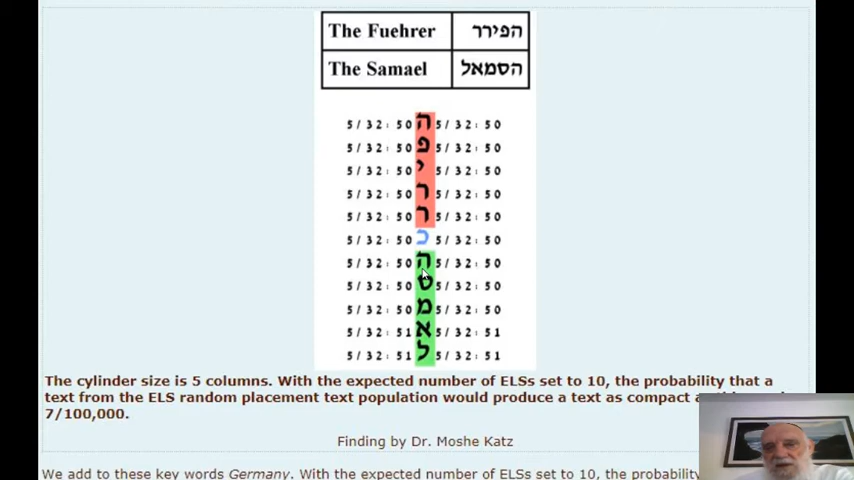 The Fuehrer הפירר
The Samael הסמאל
5/32:50 ה 5/32:50
5/32:50 פ 5/32:50
5/32:50 י 5/32:50
5/32:50 ר 5/32:50
5/32:50 ר 5/32:50
5/32:50 כ 5/32:50
5/32:50 ה 5/32:50
5/32:50 ס 5/32:50
5/32:50 מ 5/32:50
5/32:51 א 5/32:51
5/32:51 ל 5/32:51
The cylinder size is 5 columns. With the expected number of ELSs set to 10, the probability that a
text from the ELS random placement text population would produce a text as compact
7/100,000.
Finding by Dr. Moshe Katz
We add to these key words Germany. With the expected number of ELSs set to 10, the probability